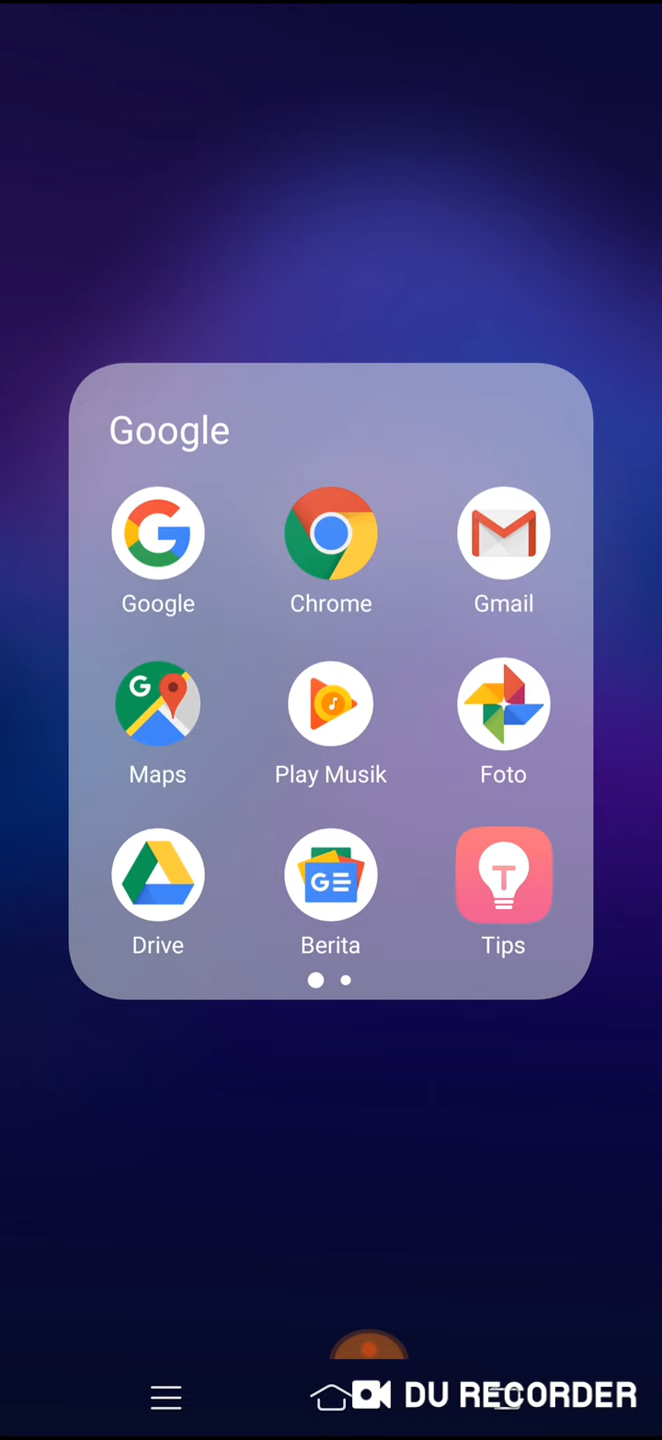 Google
Google
Chrome
Gmail
Maps
Play Musik
Foto
Drive
Berita
Tips
DU RECORDER